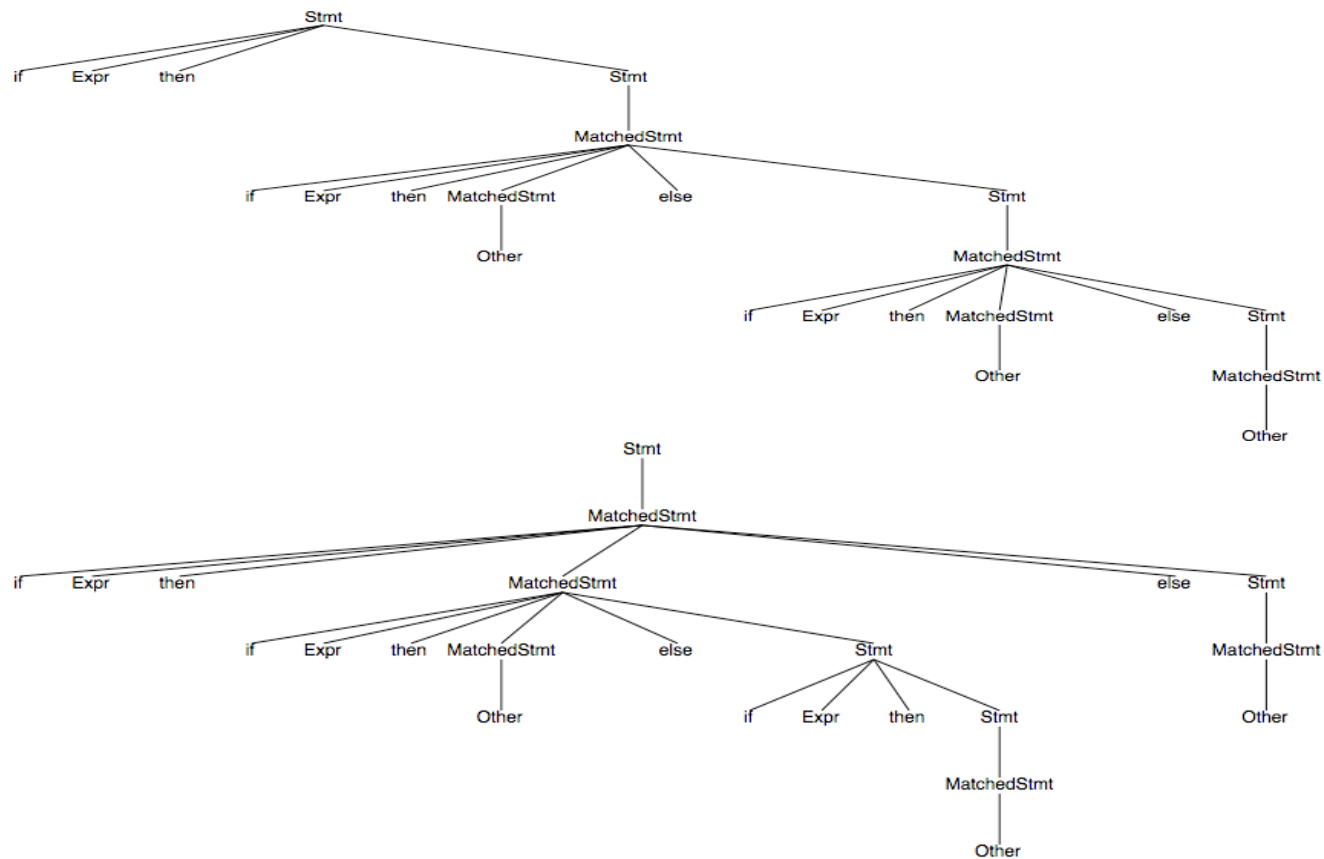 Stmt
if Expr then Stmt
MatchedStmt
if Expr then MatchedStmt else Stmt
Other MatchedStmt
if Expr then MatchedStmt else Stmt
Other MatchedStmt
Other
Stmt
MatchedStmt
if Expr then MatchedStmt else Stmt
if Expr then MatchedStmt else Stmt MatchedStmt
Other if Expr then Stmt Other
MatchedStmt
Other